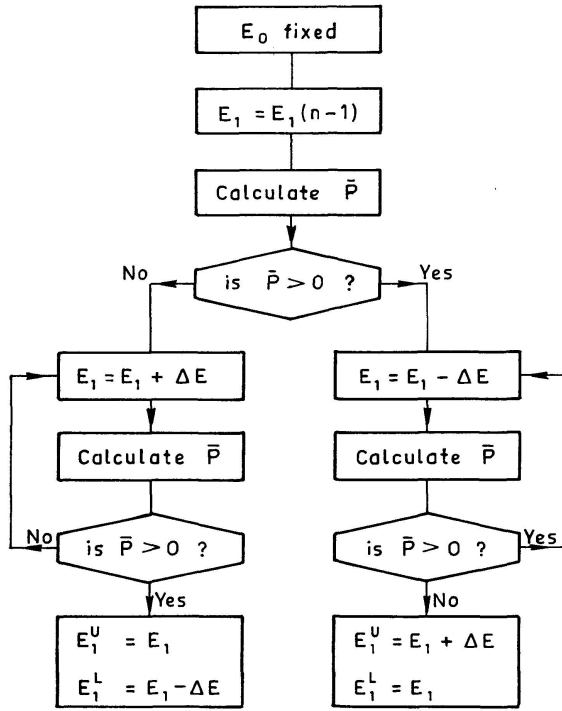 E₀ fixed
E₁ = E₁(n-1)
Calculate P̄
is P̄ > 0 ?
No
Yes
E₁ = E₁ + ΔE
E₁ = E₁ - ΔE
Calculate P̄
Calculate P̄
is P̄ > 0 ?
No
Yes
is P̄ > 0 ?
Yes
No
E₁ᵁ = E₁
E₁ᴸ = E₁ - ΔE
E₁ᵁ = E₁ + ΔE
E₁ᴸ = E₁